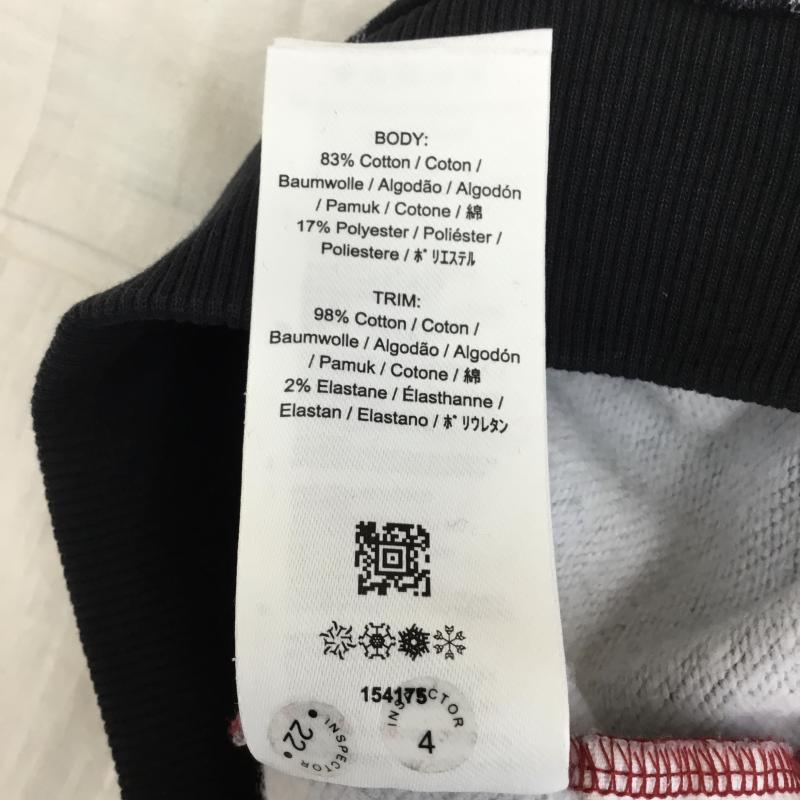 BODY:
83% Cotton / Coton /
Baumwolle / Algodão / Algodón
/ Pamuk / Cotone / 綿
17% Polyester / Poliéster /
Poliestere / ﾎﾟﾘｴｽﾃﾙ
TRIM:
98% Cotton / Coton /
Baumwolle / Algodão / Algodón
/ Pamuk / Cotone / 綿
2% Elastane / Élasthanne /
Elastan / Elastano / ﾎﾟﾘｳﾚﾀﾝ
154175
INSPECTOR
22
INSPECTOR
4